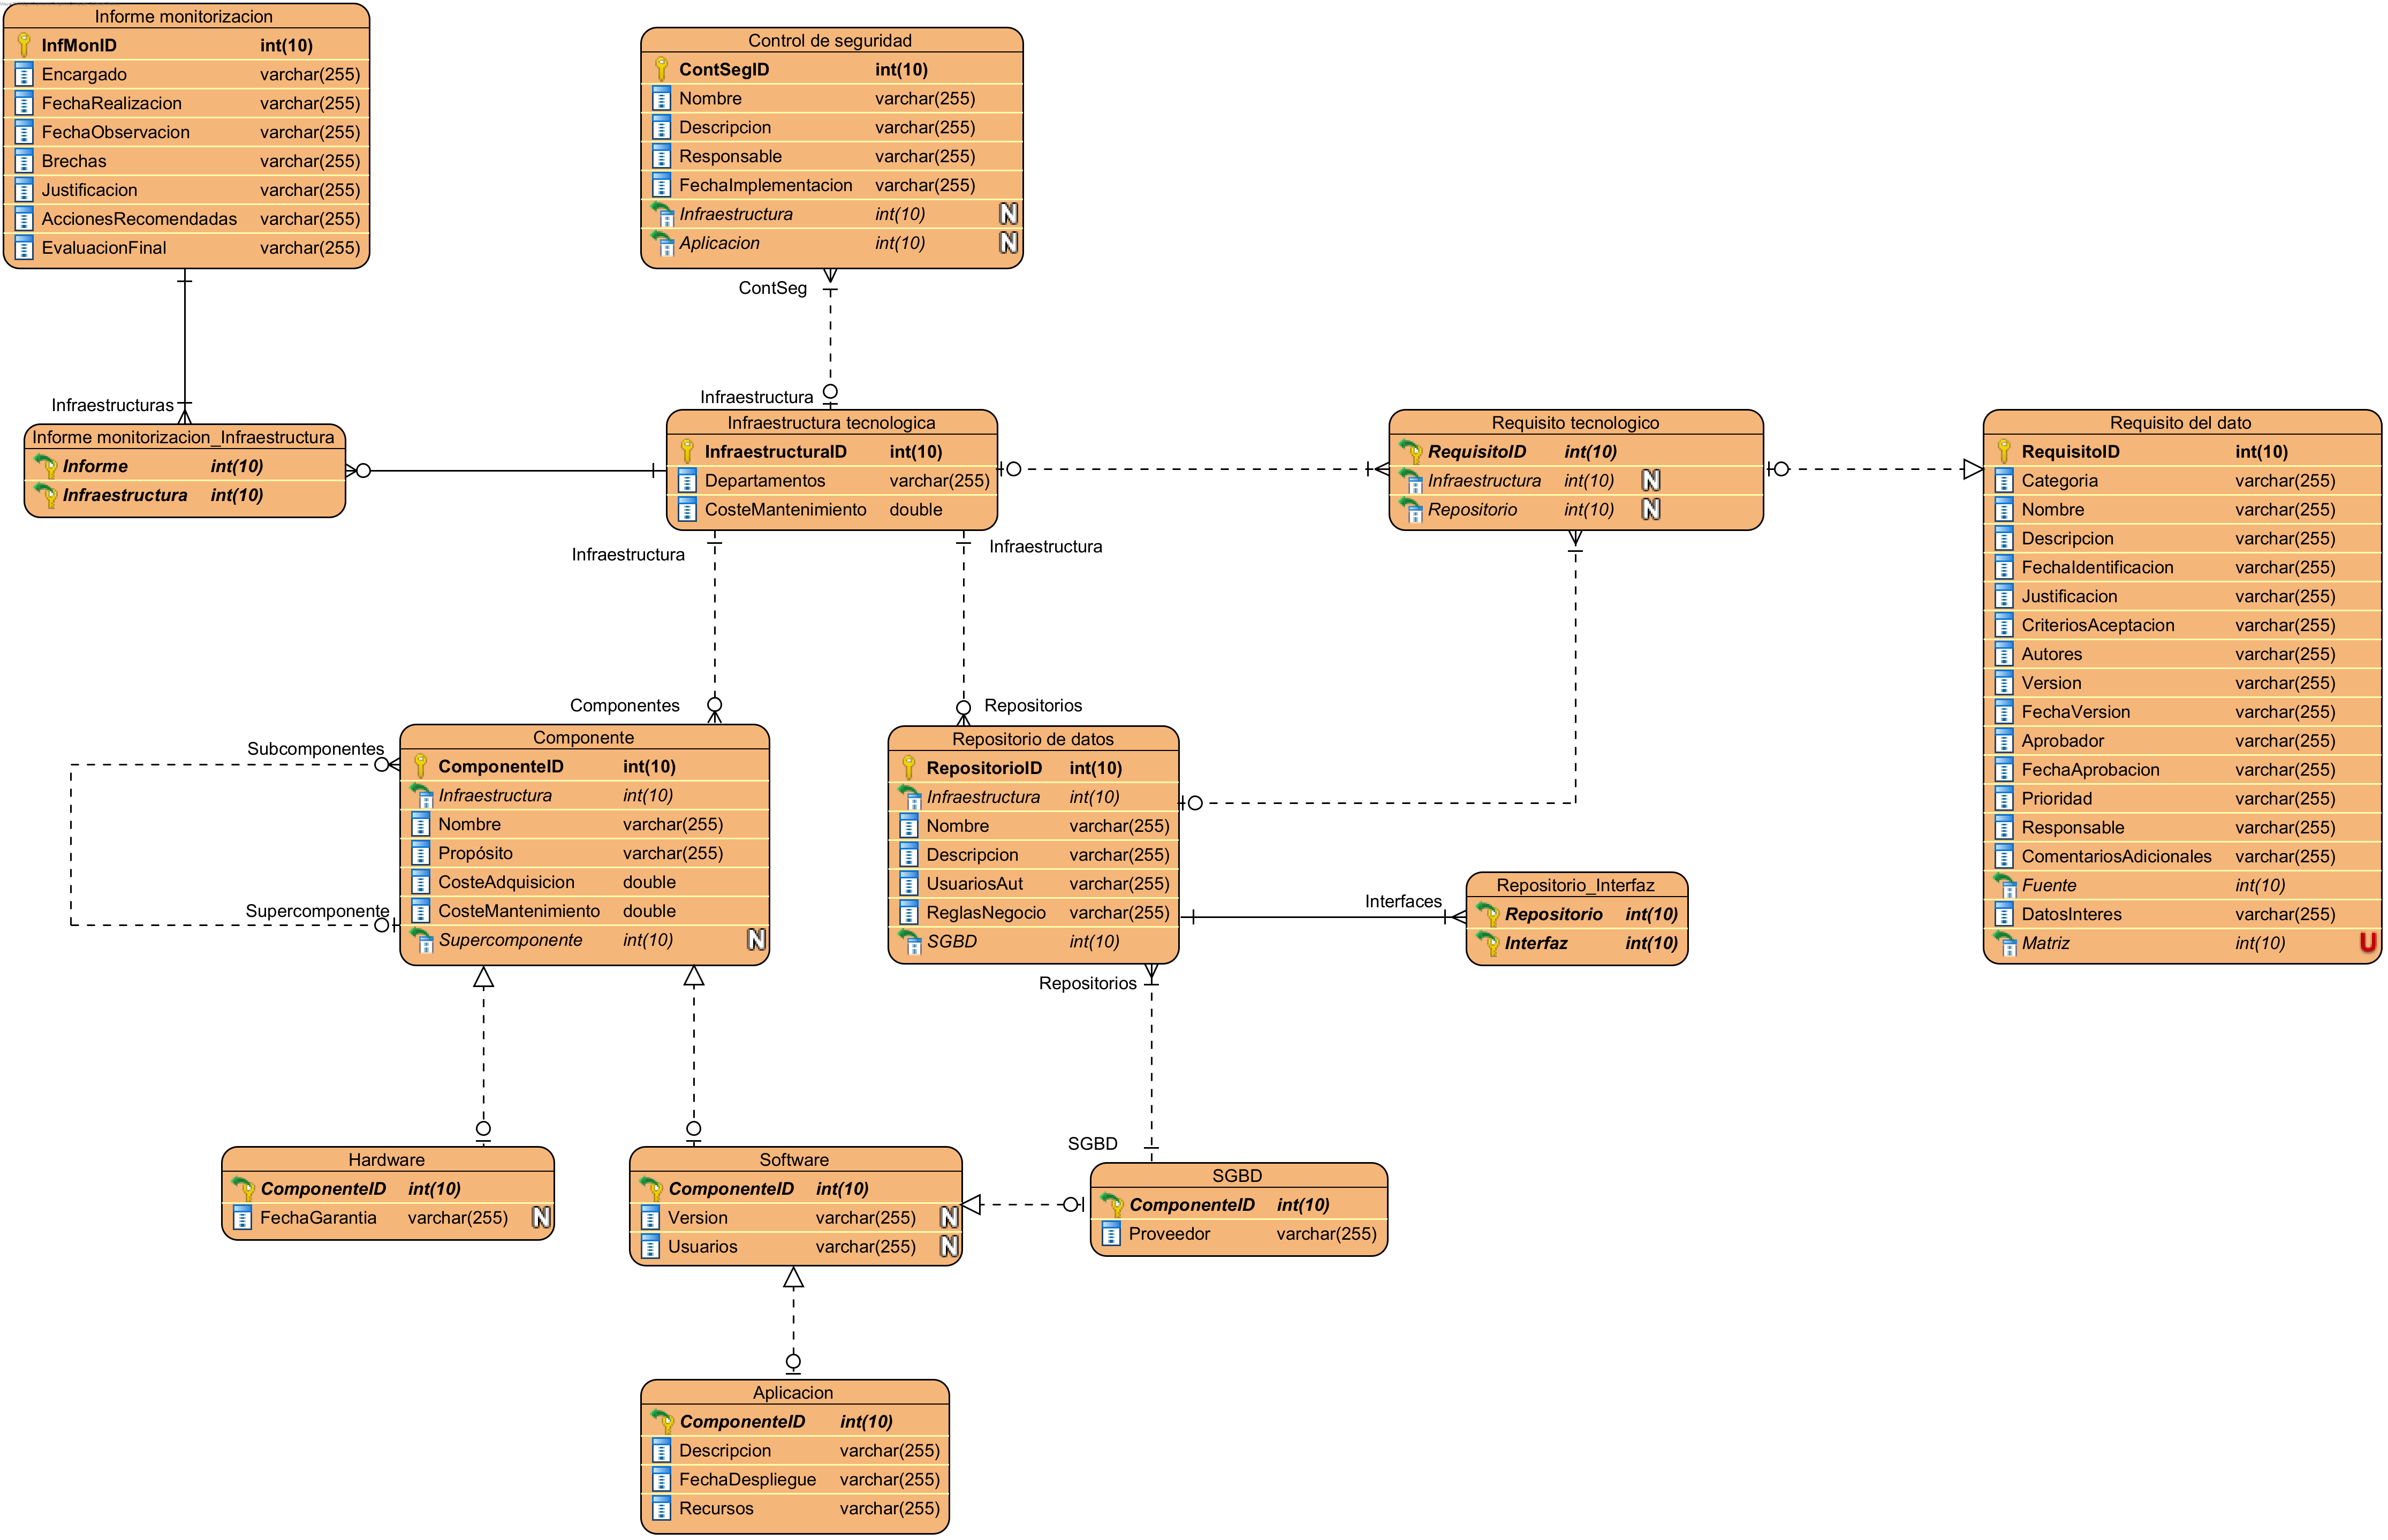 Informe monitorizacion
InfMonID int(10)
Encargado varchar(255)
FechaRealizacion varchar(255)
FechaObservacion varchar(255)
Brechas varchar(255)
Justificacion varchar(255)
AccionesRecomendadas varchar(255)
EvaluacionFinal varchar(255)
Control de seguridad
ContSegID int(10)
Nombre varchar(255)
Descripcion varchar(255)
Responsable varchar(255)
FechaImplementacion varchar(255)
Infraestructura int(10) N
Aplicacion int(10) N
ContSeg
Infraestructura
Infraestructuras
Informe monitorizacion_Infraestructura
Informe int(10)
Infraestructura int(10)
Infraestructura tecnologica
InfraestructuraID int(10)
Departamentos varchar(255)
CosteMantenimiento double
Requisito tecnologico
RequisitoID int(10)
Infraestructura int(10) N
Repositorio int(10) N
Requisito del dato
RequisitoID int(10)
Categoria varchar(255)
Nombre varchar(255)
Descripcion varchar(255)
FechaIdentificacion varchar(255)
Justificacion varchar(255)
CriteriosAceptacion varchar(255)
Autores varchar(255)
Version varchar(255)
FechaVersion varchar(255)
Aprobador varchar(255)
FechaAprobacion varchar(255)
Prioridad varchar(255)
Responsable varchar(255)
ComentariosAdicionales varchar(255)
Fuente int(10)
DatosInteres varchar(255)
Matriz int(10) U
Infraestructura
Infraestructura
Componentes
Repositorios
Subcomponentes
Supercomponente
Componente
ComponenteID int(10)
Infraestructura int(10)
Nombre varchar(255)
Propósito varchar(255)
CosteAdquisicion double
CosteMantenimiento double
Supercomponente int(10) N
Repositorio de datos
RepositorioID int(10)
Infraestructura int(10)
Nombre varchar(255)
Descripcion varchar(255)
UsuariosAut varchar(255)
ReglasNegocio varchar(255)
SGBD int(10)
Interfaces
Repositorio_Interfaz
Repositorio int(10)
Interfaz int(10)
Repositorios
SGBD
Hardware
ComponenteID int(10)
FechaGarantia varchar(255) N
Software
ComponenteID int(10)
Version varchar(255) N
Usuarios varchar(255) N
SGBD
ComponenteID int(10)
Proveedor varchar(255)
Aplicacion
ComponenteID int(10)
Descripcion varchar(255)
FechaDespliegue varchar(255)
Recursos varchar(255)